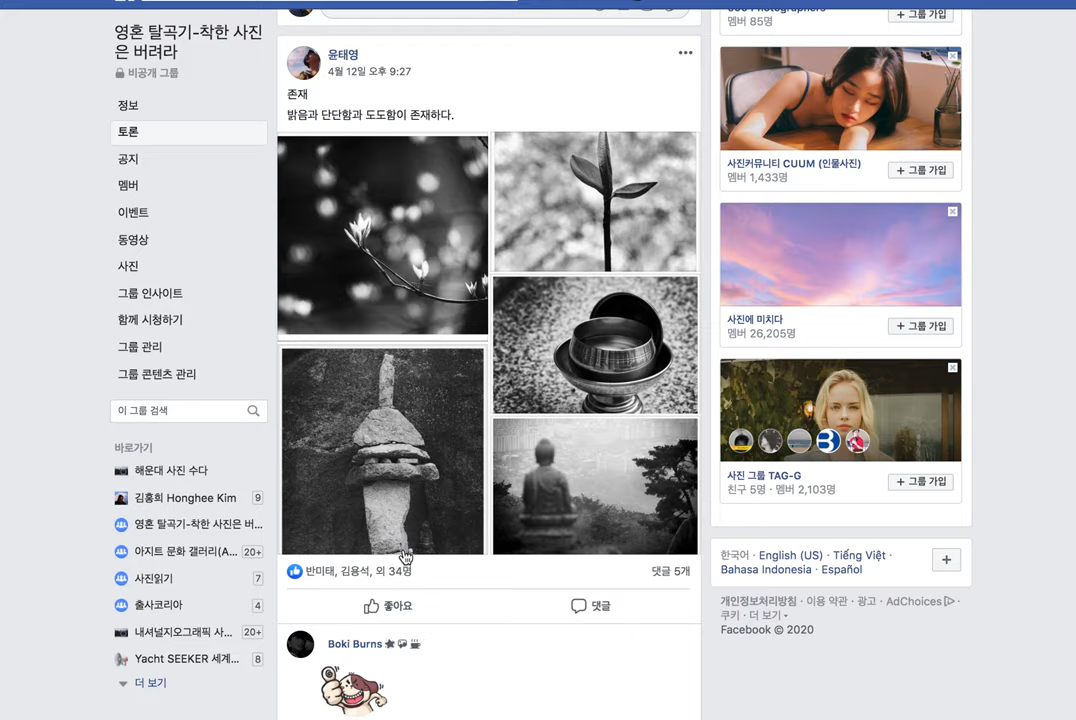 영혼 탈곡기-착한 사진
은 버려라
비공개 그룹
정보
토론
공지
멤버
이벤트
동영상
사진
그룹 인사이트
함께 시청하기
그룹 관리
그룹 콘텐츠 관리
이 그룹 검색
바로가기
해운대 사진 수다
김홍희 Honghee Kim 9
영혼 탈곡기-착한 사진은 버...
아지트 문화 갤러리(A... 20+
사진읽기 7
출사코리아 4
내셔널지오그래픽 사... 20+
Yacht SEEKER 세계... 8
더 보기
윤태영
4월 12일 오후 9:27
존재
밝음과 단단함과 도도함이 존재하다.
반미태, 김용석, 외 34명
댓글 5개
좋아요
댓글
Boki Burns
멤버 85명
+ 그룹 가입
사진커뮤니티 CUUM (인물사진)
멤버 1,433명
+ 그룹 가입
사진에 미치다
멤버 26,205명
+ 그룹 가입
사진 그룹 TAG-G
친구 5명 · 멤버 2,103명
+ 그룹 가입
한국어 · English (US) · Tiếng Việt ·
Bahasa Indonesia · Español
개인정보처리방침 · 이용 약관 · 광고 · AdChoices ·
쿠키 · 더 보기
Facebook © 2020